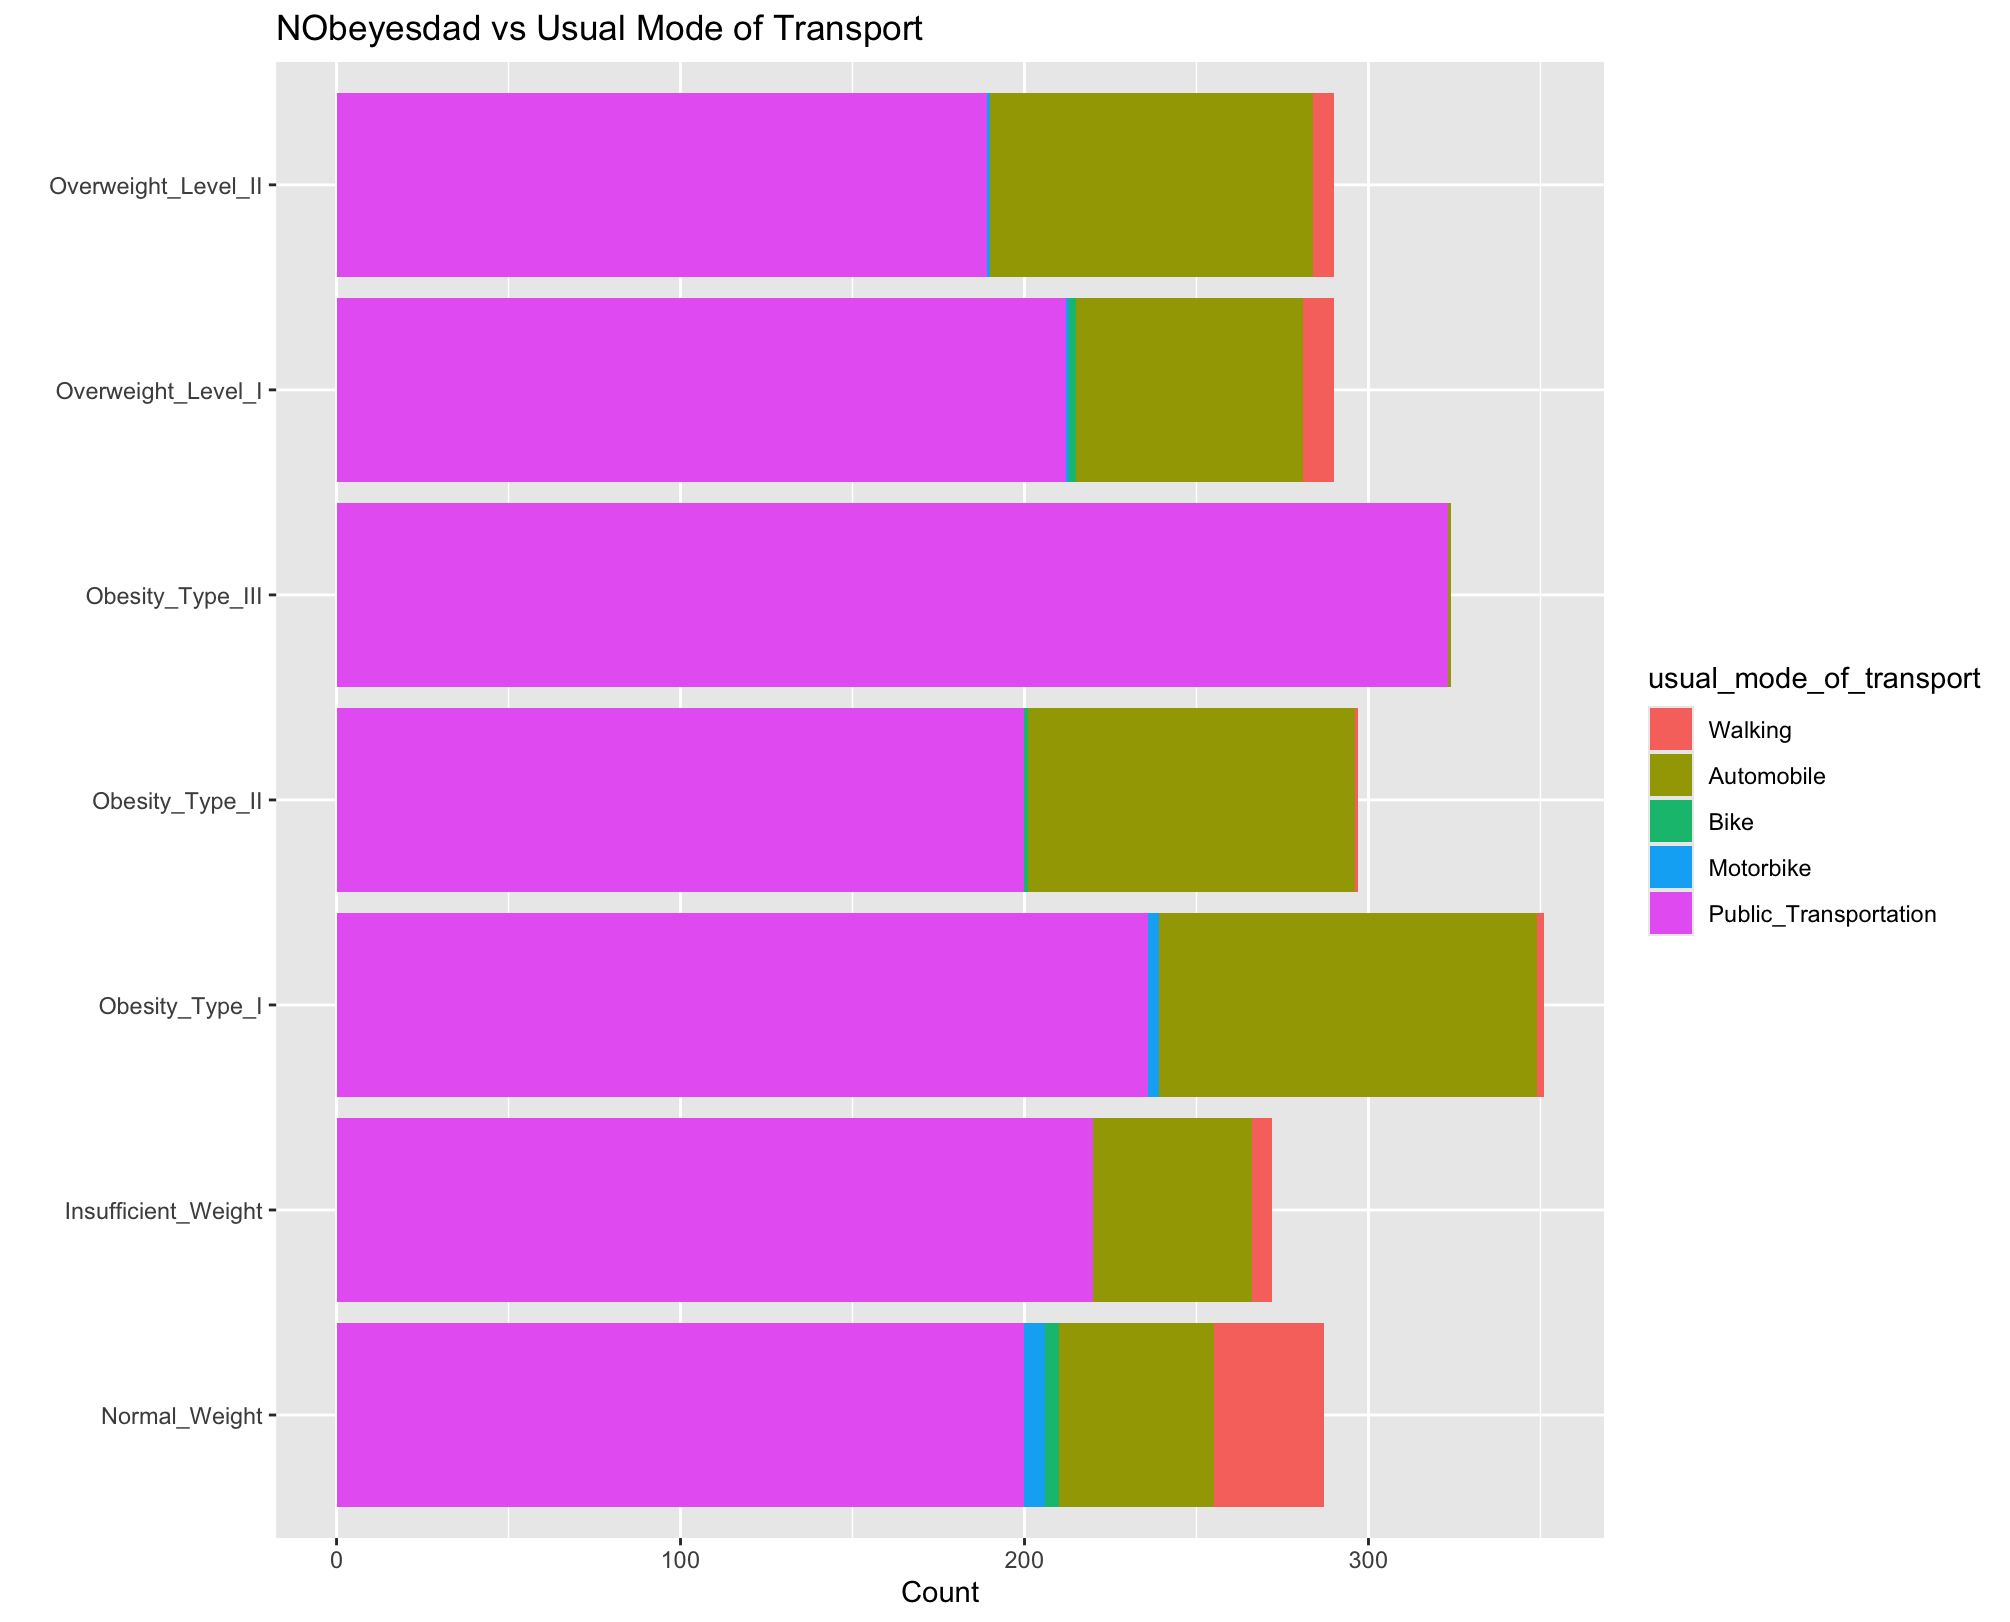 NObeyesdad vs Usual Mode of Transport
Overweight_Level_II
Overweight_Level_I
Obesity_Type_III
Obesity_Type_II
Obesity_Type_I
Insufficient_Weight
Normal_Weight
0 100 200 300
Count
usual_mode_of_transport
Walking
Automobile
Bike
Motorbike
Public_Transportation